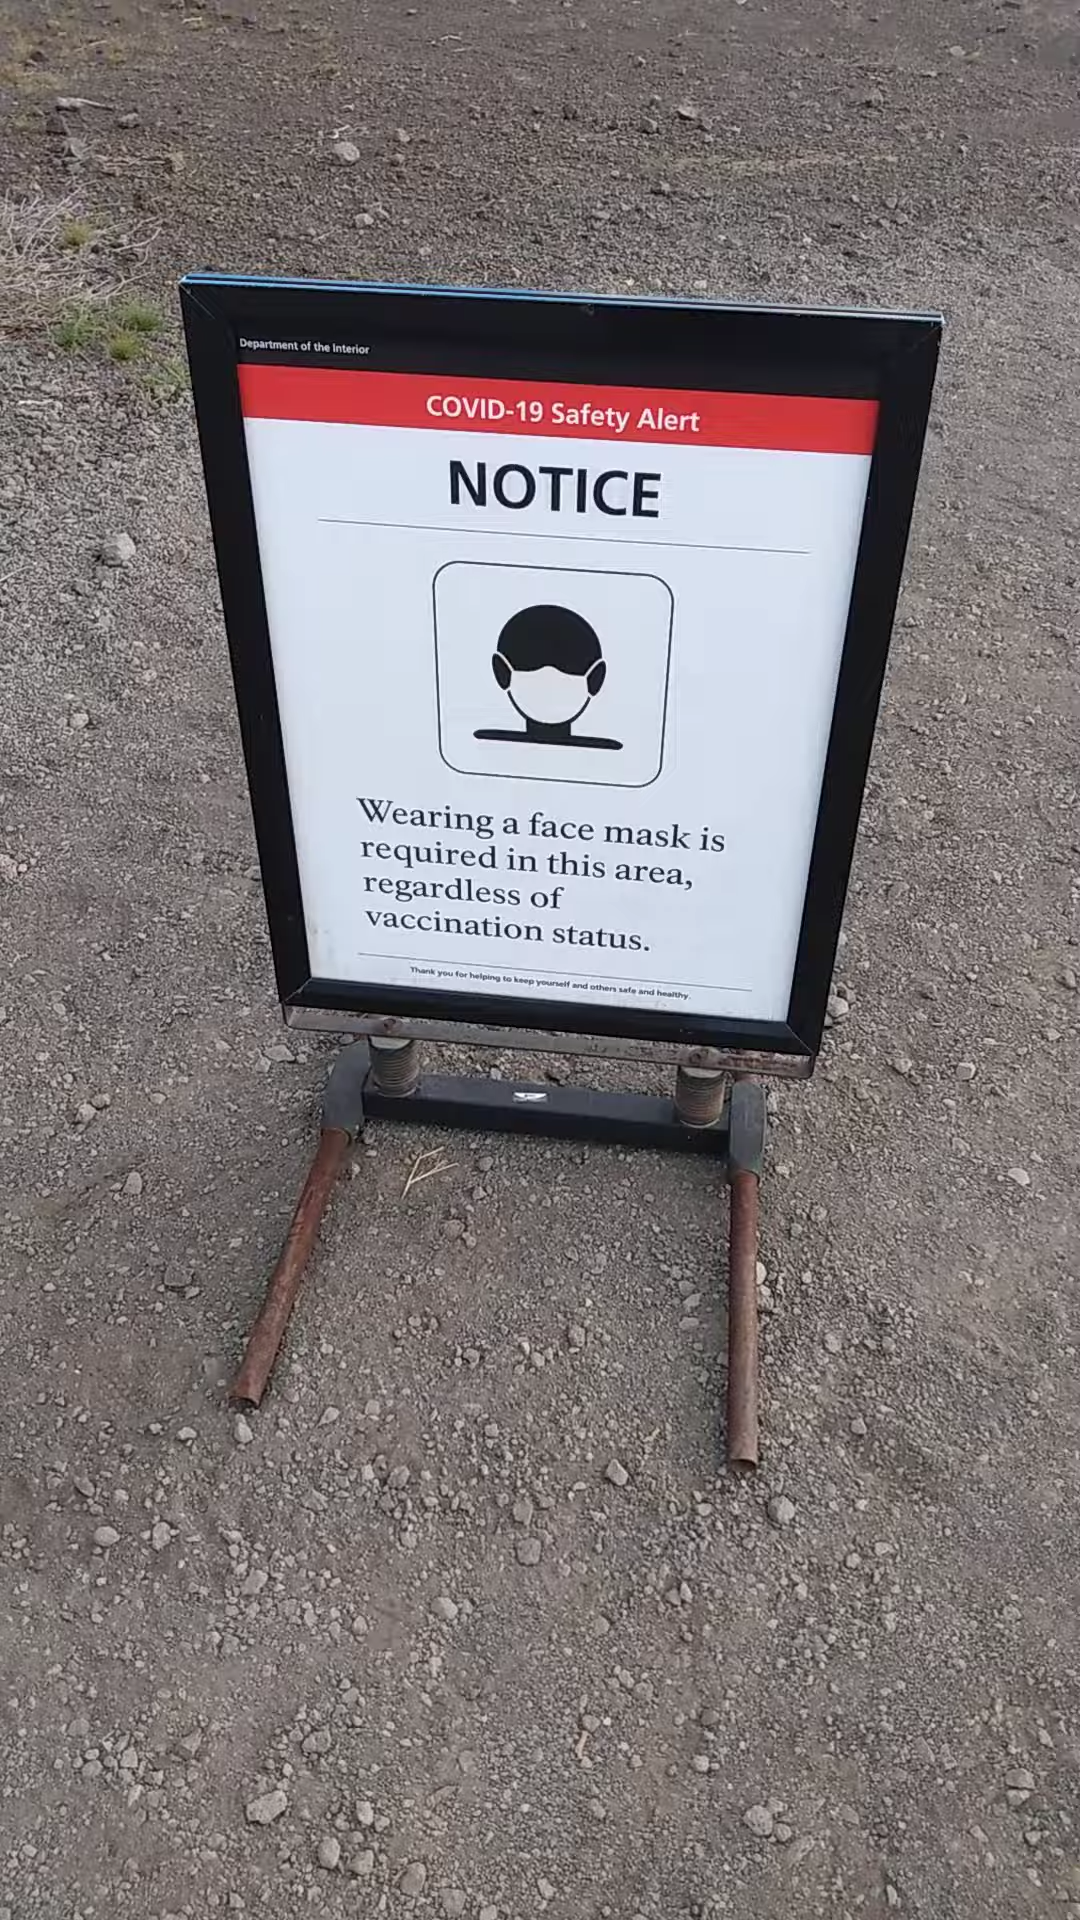 Department of the Interior
COVID-19 Safety Alert
NOTICE
Wearing a face mask is
required in this area,
regardless of
vaccination status.
Thank you for helping to keep yourself and others safe and healthy.